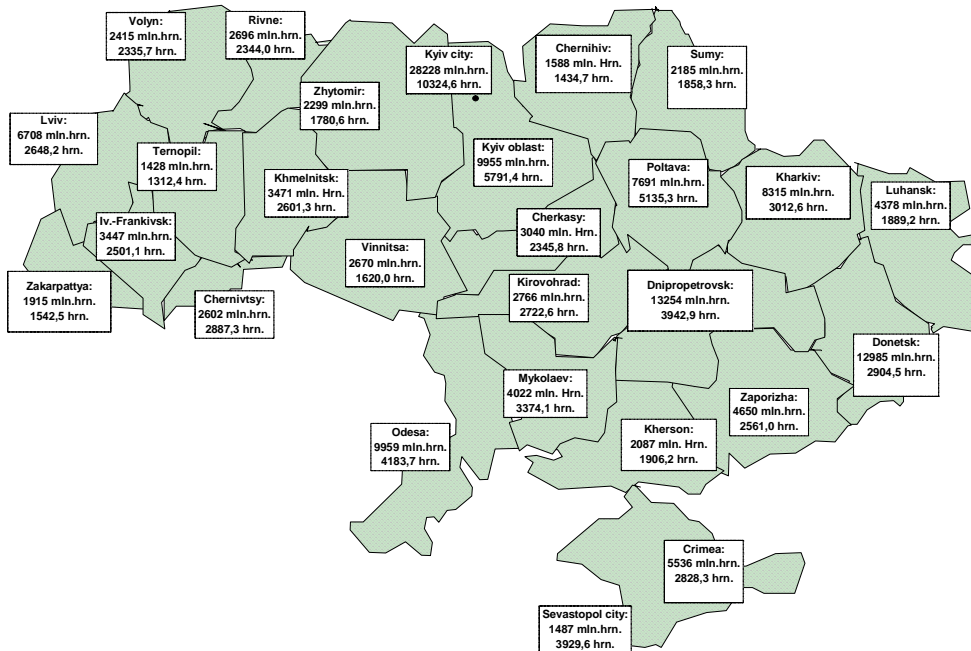 Volyn:
2415 mln.hrn.
2335,7 hrn.
Rivne:
2696 mln.hrn.
2344,0 hrn.
Kyiv city:
28228 mln.hrn.
10324,6 hrn.
Chernihiv:
1588 mln. Hrn.
1434,7 hrn.
Sumy:
2185 mln.hrn.
1858,3 hrn.
Zhytomir:
2299 mln.hrn.
1780,6 hrn.
Lviv:
6708 mln.hrn.
2648,2 hrn.
Ternopil:
1428 mln.hrn.
1312,4 hrn.
Khmelnitsk:
3471 mln. Hrn.
2601,3 hrn.
Kyiv oblast:
9955 mln.hrn.
5791,4 hrn.
Poltava:
7691 mln.hrn.
5135,3 hrn.
Kharkiv:
8315 mln.hrn.
3012,6 hrn.
Luhansk:
4378 mln.hrn.
1889,2 hrn.
Iv.-Frankivsk:
3447 mln.hrn.
2501,1 hrn.
Cherkasy:
3040 mln. Hrn.
2345,8 hrn.
Vinnitsa:
2670 mln.hrn.
1620,0 hrn.
Zakarpattya:
1915 mln.hrn.
1542,5 hrn.
Chernivtsy:
2602 mln.hrn.
2887,3 hrn.
Kirovohrad:
2766 mln.hrn.
2722,6 hrn.
Dnipropetrovsk:
13254 mln.hrn.
3942,9 hrn.
Donetsk:
12985 mln.hrn.
2904,5 hrn.
Mykolaev:
4022 mln. Hrn.
3374,1 hrn.
Zaporizha:
4650 mln.hrn.
2561,0 hrn.
Odesa:
9959 mln.hrn.
4183,7 hrn.
Kherson:
2087 mln. Hrn.
1906,2 hrn.
Crimea:
5536 mln.hrn.
2828,3 hrn.
Sevastopol city:
1487 mln.hrn.
3929,6 hrn.